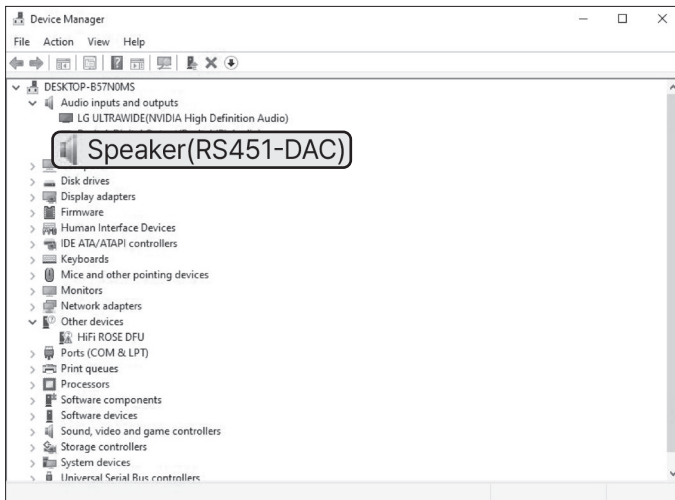 Device Manager
File Action View Help
DESKTOP-B57N0MS
Audio inputs and outputs
LG ULTRAWIDE(NVIDIA High Definition Audio)
Speaker(RS451-DAC)
Disk drives
Display adapters
Firmware
Human Interface Devices
IDE ATA/ATAPI controllers
Keyboards
Mice and other pointing devices
Monitors
Network adapters
Other devices
HiFi ROSE DFU
Ports (COM & LPT)
Print queues
Processors
Software components
Software devices
Sound, video and game controllers
Storage controllers
System devices
Universal Serial Bus controllers